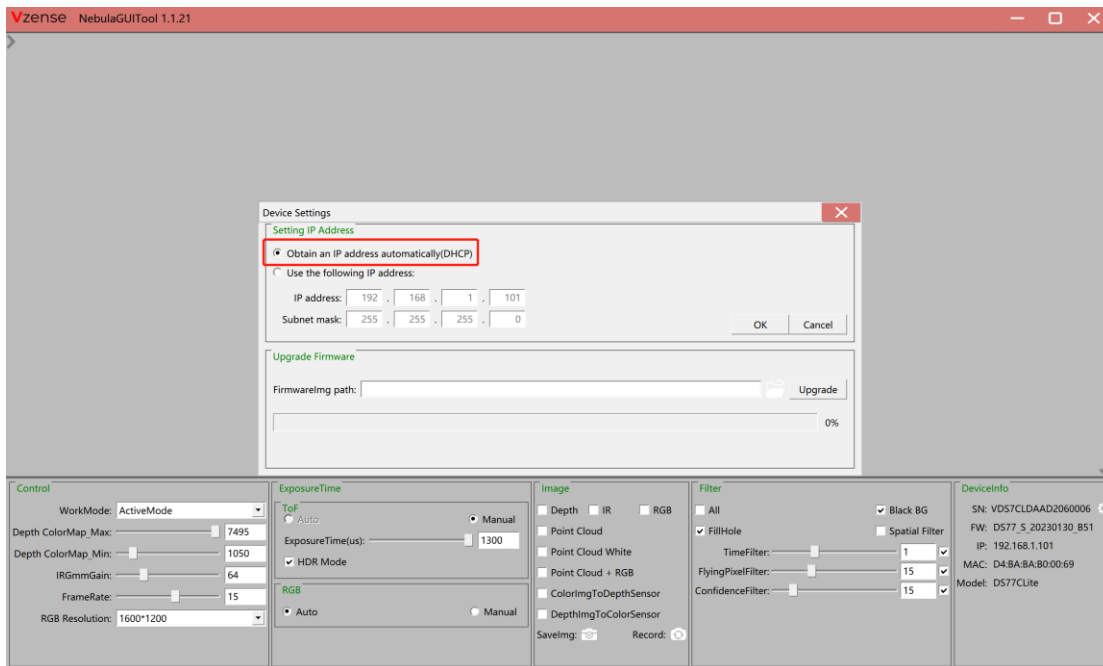 Vzense NebulaGUITool 1.1.21
Device Settings
Setting IP Address
Obtain an IP address automatically(DHCP)
Use the following IP address:
IP address: 192 . 168 . 1 . 101
Subnet mask: 255 . 255 . 255 . 0
OK Cancel
Upgrade Firmware
FirmwareImg path: Upgrade
0%
Control
WorkMode: ActiveMode
Depth ColorMap_Max: 7495
Depth ColorMap_Min: 1050
IRGmmGain: 64
FrameRate: 15
RGB Resolution: 1600*1200
ExposureTime
ToF
Auto Manual
ExposureTime(us): 1300
HDR Mode
RGB
Auto Manual
Image
Depth IR RGB
Point Cloud
Point Cloud White
Point Cloud + RGB
ColorImgToDepthSensor
DepthImgToColorSensor
SaveImg: Record:
Filter
All Black BG
FillHole Spatial Filter
TimeFilter: 1
FlyingPixelFilter: 15
ConfidenceFilter: 15
DeviceInfo
SN: VDS7CLDAAD2060006
FW: DS77_S_20230130_B51
IP: 192.168.1.101
MAC: D4:BA:BA:B0:00:69
Model: DS77CLite